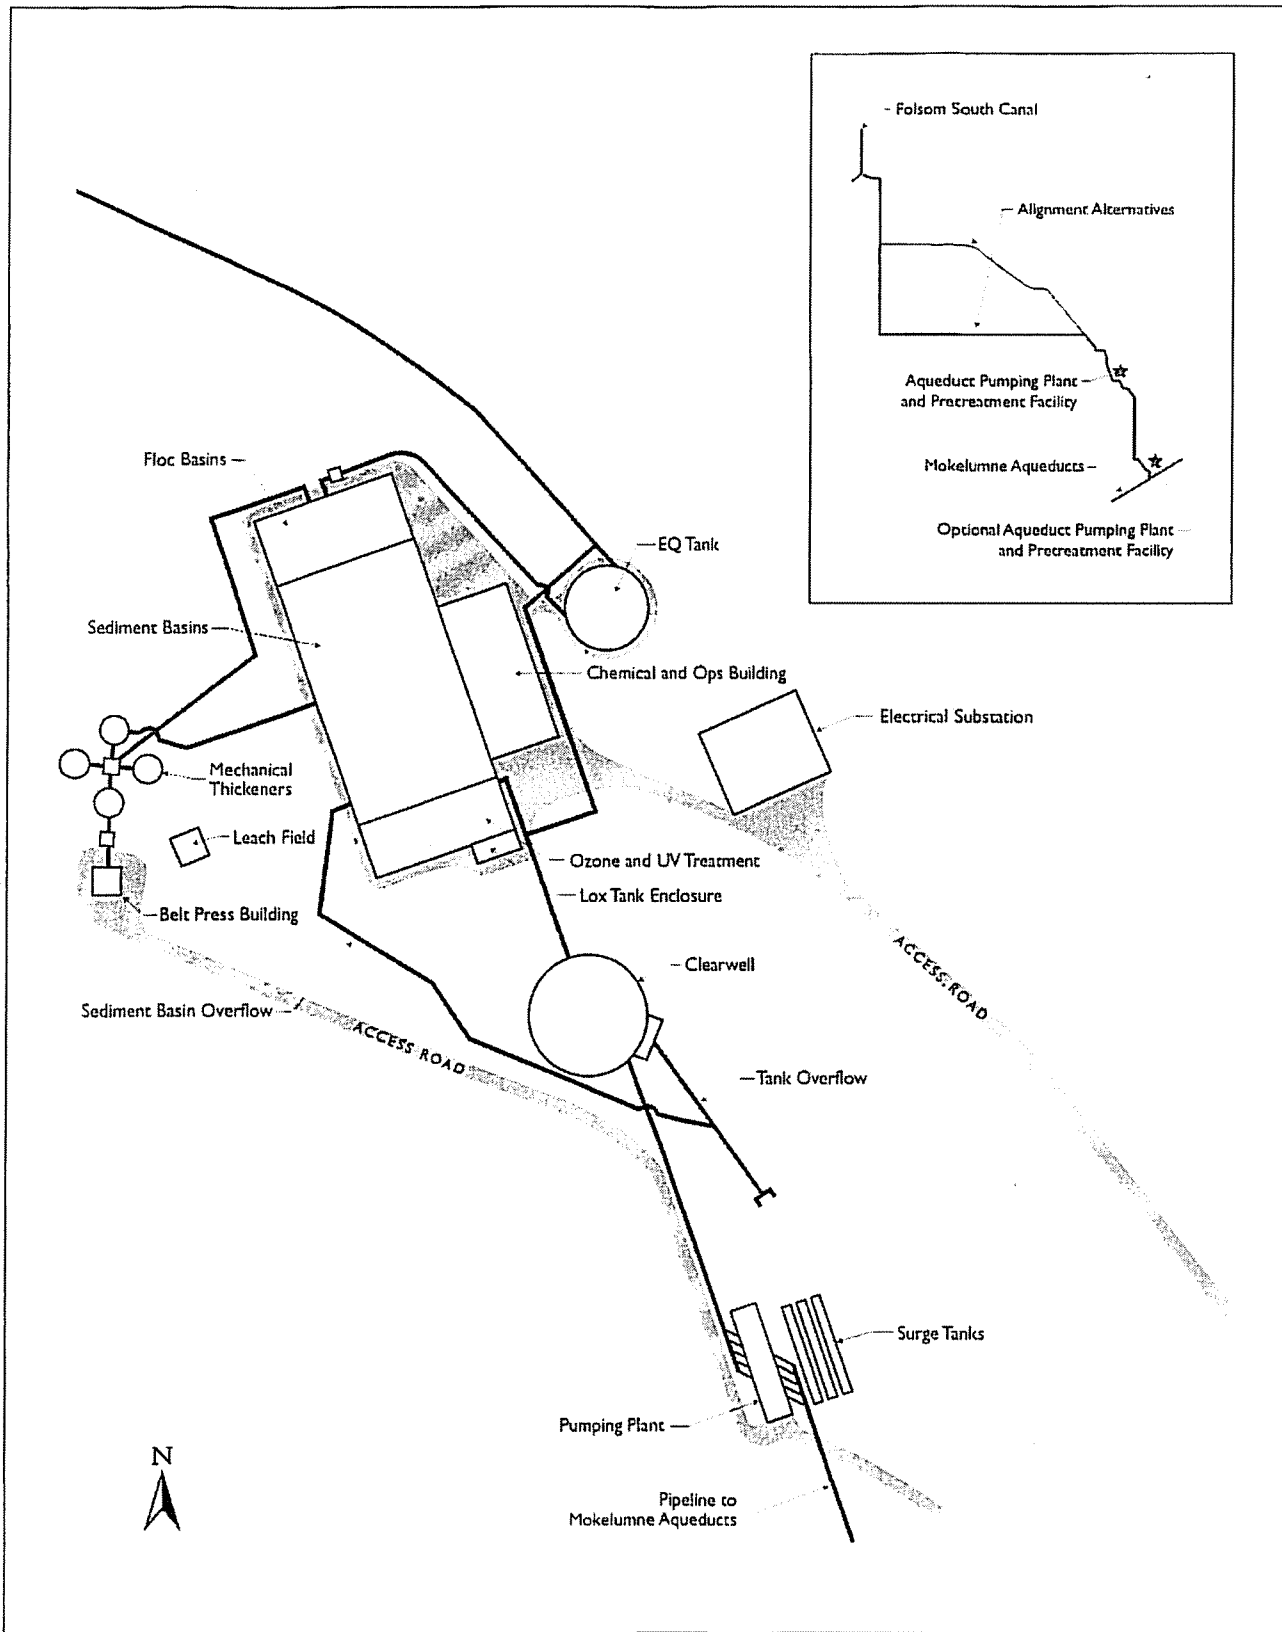 Folsom South Canal
Alignment Alternatives
Aqueduct Pumping Plant
and Pretreatment Facility
Mokelumne Aqueducts
Optional Aqueduct Pumping Plant
and Pretreatment Facility
Floc Basins
EQ Tank
Sediment Basins
Chemical and Ops Building
Electrical Substation
Mechanical
Thickeners
Leach Field
Ozone and UV Treatment
Lox Tank Enclosure
Belt Press Building
ACCESS ROAD
Clearwell
Sediment Basin Overflow
ACCESS ROAD
Tank Overflow
Surge Tanks
Pumping Plant
N
Pipeline to
Mokelumne Aqueducts